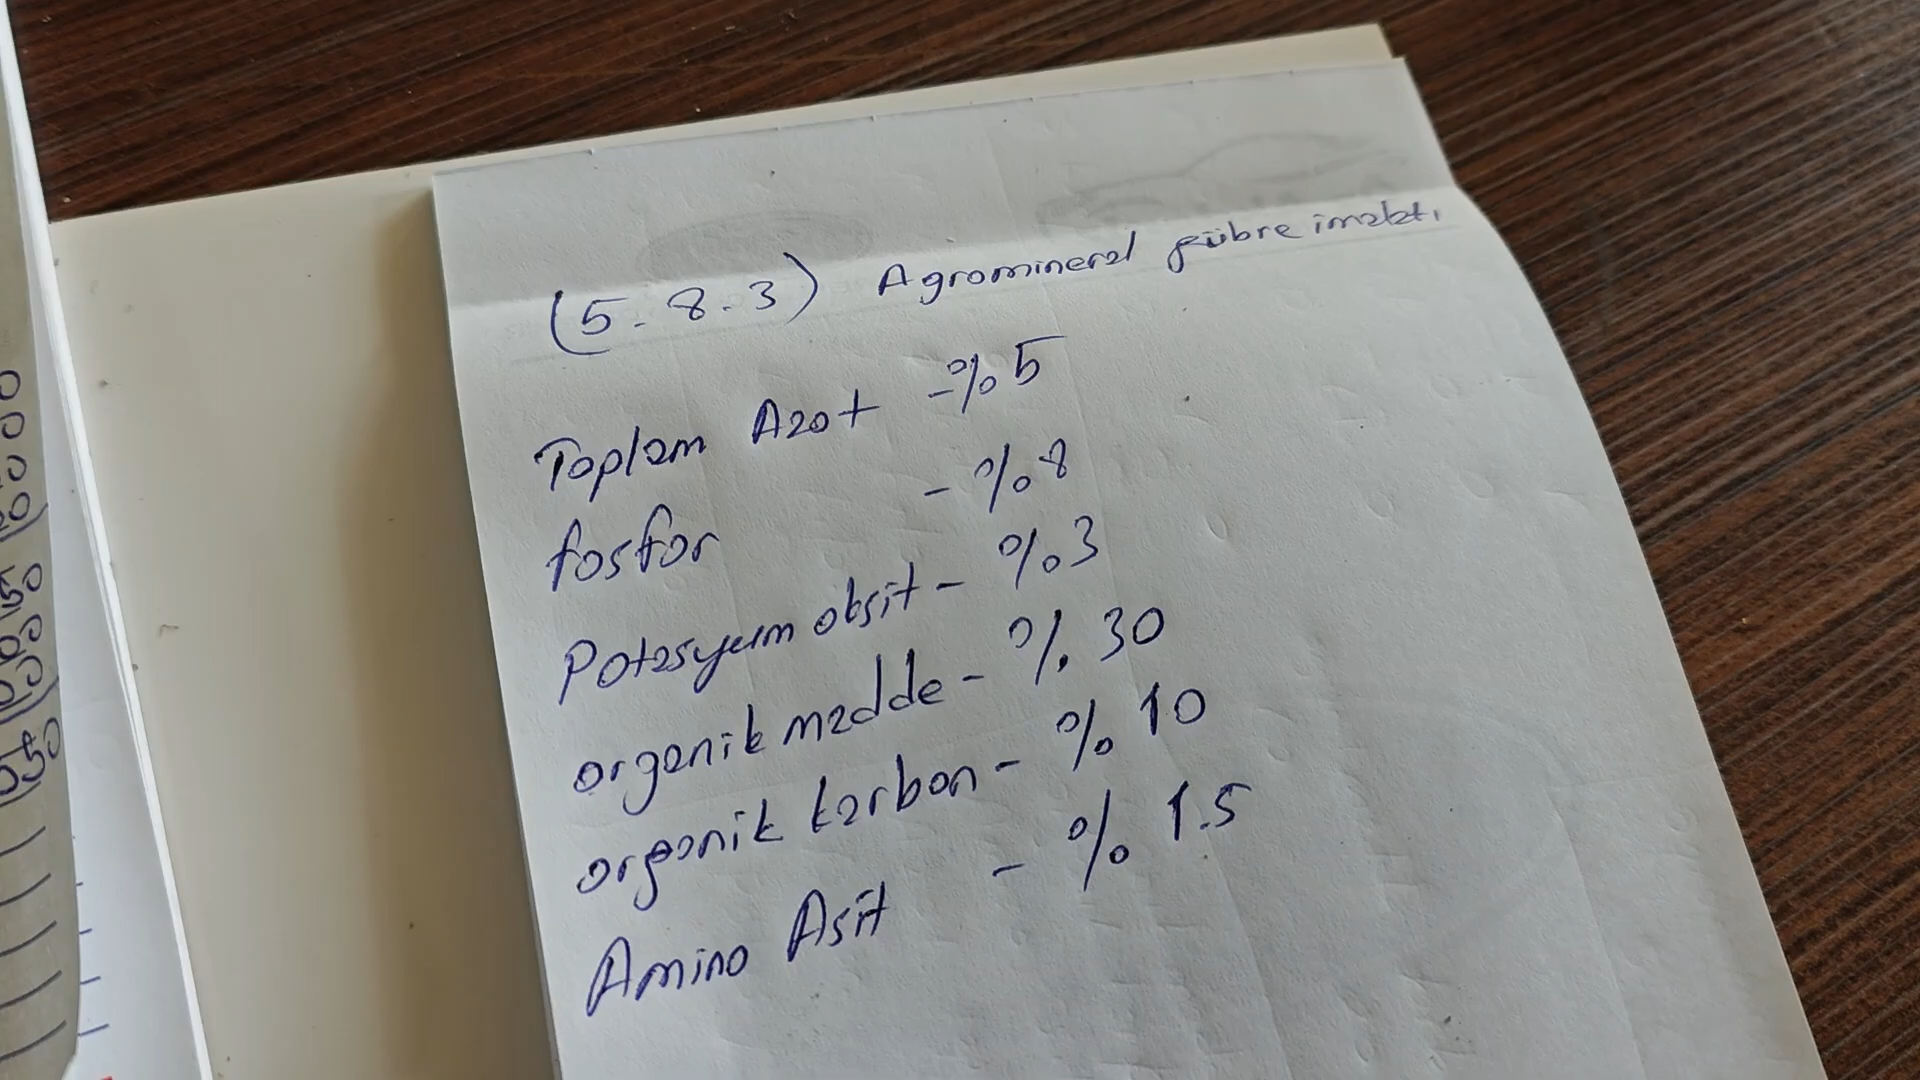 (5-8-3) Agromineral gübre imalatı
Toplam Azot -%5
fosfor -%8
Potasyum oksit - %3
organik madde - %30
organik karbon - %10
Amino Asit - %1.5